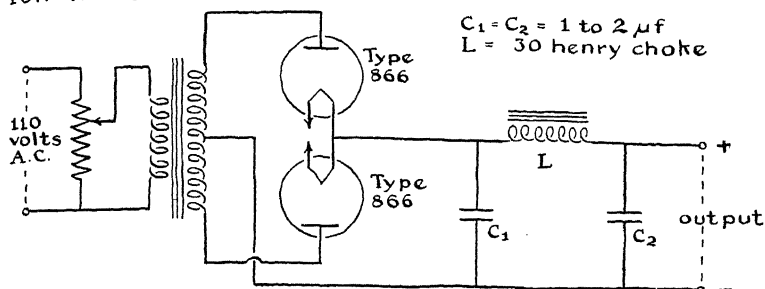 C₁ = C₂ = 1 to 2 μf
L = 30 henry choke
Type
866
110
volts
A.C.
L
+
Type
866
C₁
C₂
output
−